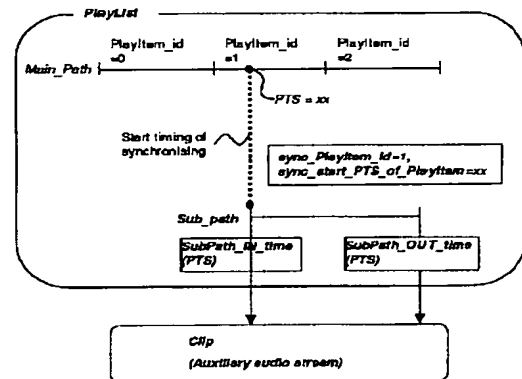 PlayList
PlayItem_id
=0
PlayItem_id
=1
PlayItem_id
=2
Main_Path
PTS = xx
Start timing of
synchronising
sync_PlayItem_id=1,
sync_start_PTS_of_PlayItem=xx
Sub_path
SubPath_IN_time
(PTS)
SubPath_OUT_time
(PTS)
Clip
(Auxiliary audio stream)